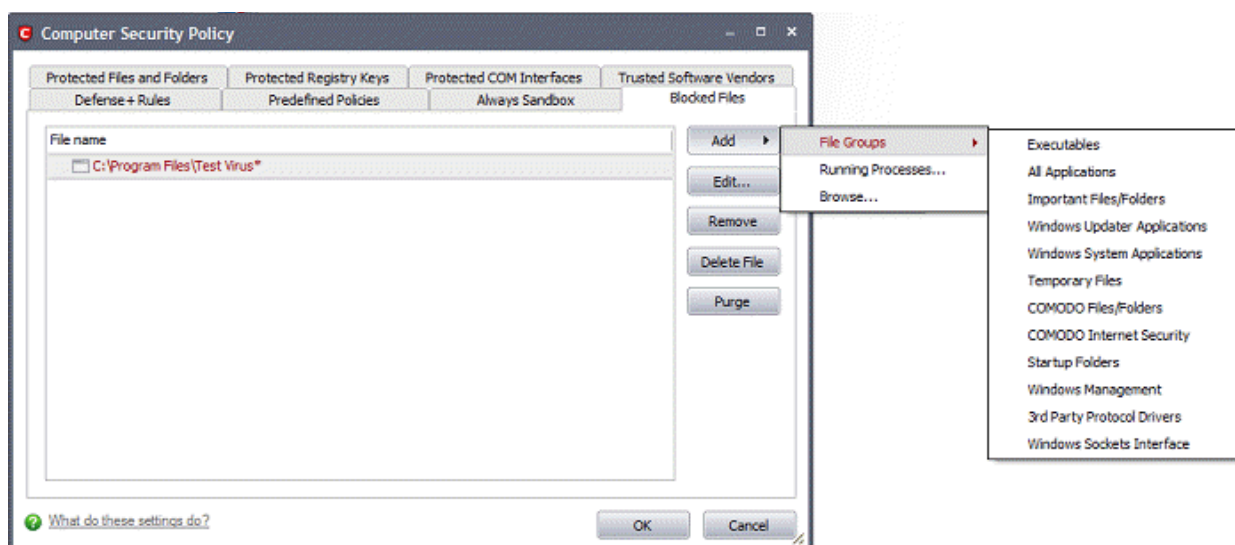 Computer Security Policy
Protected Files and Folders
Protected Registry Keys
Protected COM Interfaces
Trusted Software Vendors
Defense+ Rules
Predefined Policies
Always Sandbox
Blocked Files
File name
C:\Program Files\Test Virus*
Add
Edit...
Remove
Delete File
Purge
File Groups
Running Processes...
Browse...
Executables
All Applications
Important Files/Folders
Windows Updater Applications
Windows System Applications
Temporary Files
COMODO Files/Folders
COMODO Internet Security
Startup Folders
Windows Management
3rd Party Protocol Drivers
Windows Sockets Interface
What do these settings do?
OK
Cancel